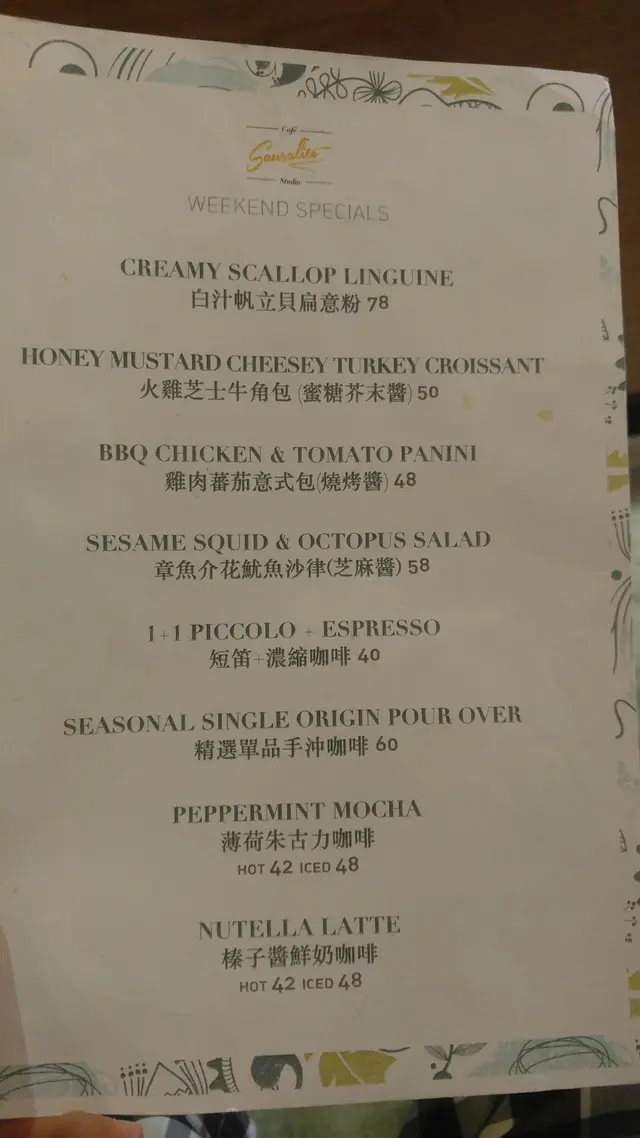 Café
Sausalito
Studio
WEEKEND SPECIALS
CREAMY SCALLOP LINGUINE
白汁帆立貝扁意粉 78
HONEY MUSTARD CHEESEY TURKEY CROISSANT
火雞芝士牛角包 (蜜糖芥末醬) 50
BBQ CHICKEN & TOMATO PANINI
雞肉蕃茄意式包(燒烤醬) 48
SESAME SQUID & OCTOPUS SALAD
章魚介花魷魚沙律(芝麻醬) 58
1+1 PICCOLO + ESPRESSO
短笛+濃縮咖啡 40
SEASONAL SINGLE ORIGIN POUR OVER
精選單品手沖咖啡 60
PEPPERMINT MOCHA
薄荷朱古力咖啡
HOT 42 ICED 48
NUTELLA LATTE
榛子醬鮮奶咖啡
HOT 42 ICED 48